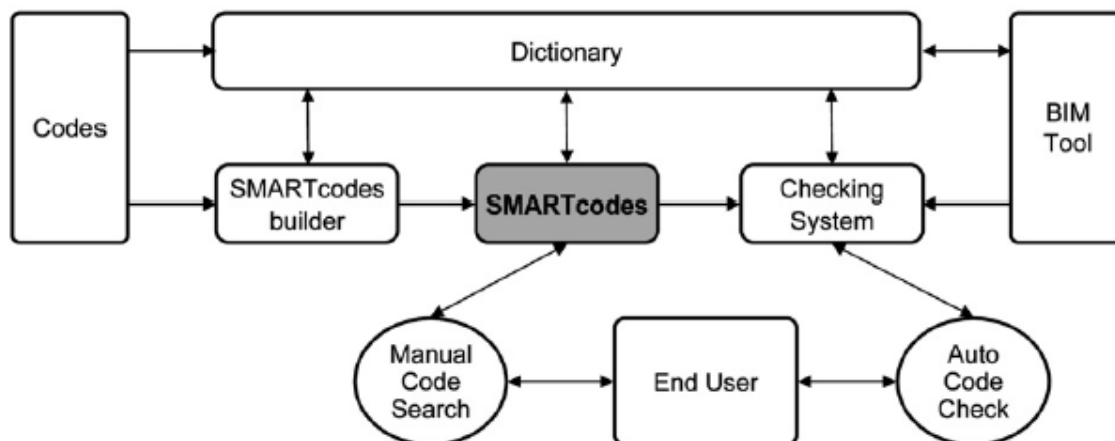 Dictionary
Codes
BIM
Tool
SMARTcodes
builder
SMARTcodes
Checking
System
Manual
Code
Search
End User
Auto
Code
Check